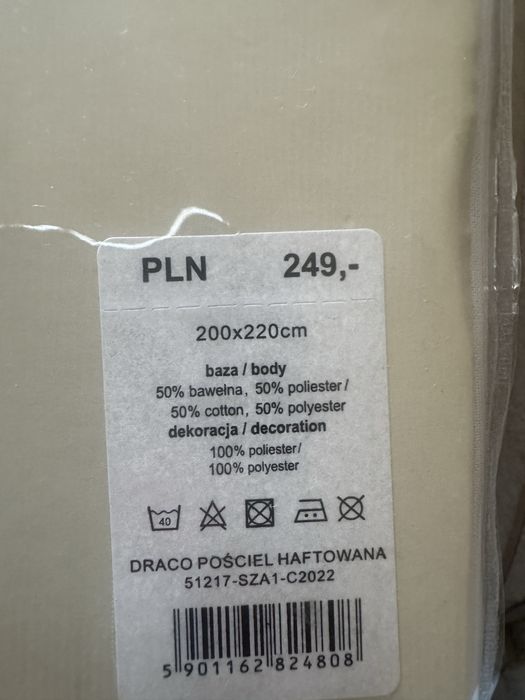 PLN 249,-
200x220cm
baza / body
50% bawełna, 50% poliester/
50% cotton, 50% polyester
dekoracja / decoration
100% poliester/
100% polyester
40
DRACO POŚCIEL HAFTOWANA
51217-SZA1-C2022
5 901162 824808